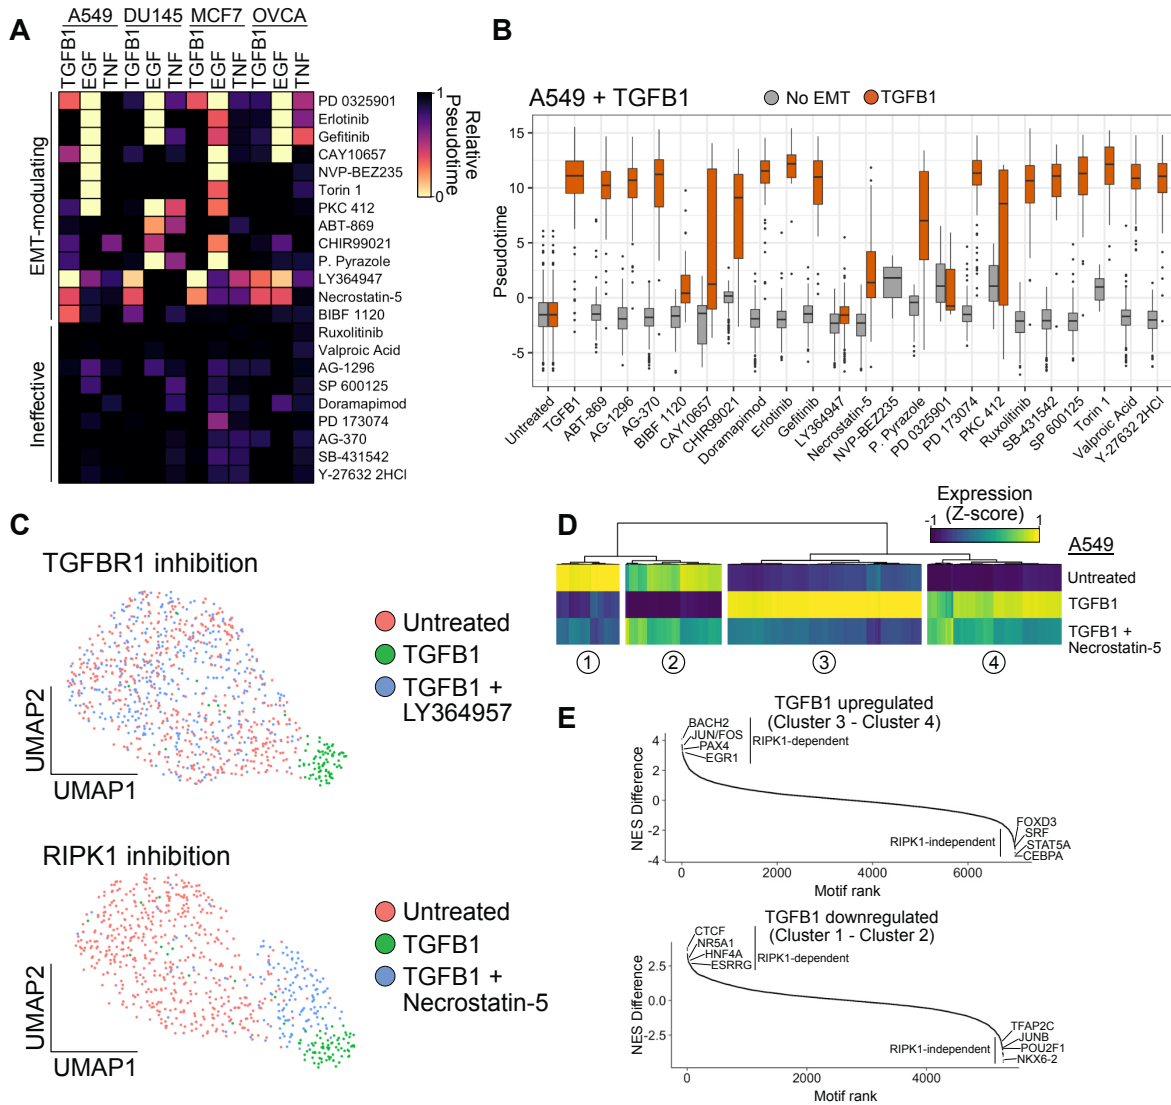 A
A549 DU145 MCF7 OVCA
TGFB1 EGF TNF TGFB1 EGF TNF TGFB1 EGF TNF TGFB1 EGF TNF
EMT-modulating
PD 0325901
Erlotinib
Gefitinib
CAY10657
NVP-BEZ235
Torin 1
PKC 412
ABT-869
CHIR99021
P. Pyrazole
LY364947
Necrostatin-5
BIBF 1120
Ineffective
Ruxolitinib
Valproic Acid
AG-1296
SP 600125
Doramapimod
PD 173074
AG-370
SB-431542
Y-27632 2HCl
1
0
Relative
Pseudotime
B
A549 + TGFB1
No EMT
TGFB1
Pseudotime
15
10
5
0
-5
Untreated
TGFB1
ABT-869
AG-1296
AG-370
BIBF 1120
CAY10657
CHIR99021
Doramapimod
Erlotinib
Gefitinib
LY364947
Necrostatin-5
NVP-BEZ235
P. Pyrazole
PD 0325901
PD 173074
PKC 412
Ruxolitinib
SB-431542
SP 600125
Torin 1
Valproic Acid
Y-27632 2HCl
C
TGFBR1 inhibition
Untreated
TGFB1
TGFB1 +
LY364957
UMAP2
UMAP1
RIPK1 inhibition
Untreated
TGFB1
TGFB1 +
Necrostatin-5
UMAP2
UMAP1
D
Expression
(Z-score)
-1 1
A549
Untreated
TGFB1
TGFB1 +
Necrostatin-5
1 2 3 4
E
TGFB1 upregulated
(Cluster 3 - Cluster 4)
BACH2
JUN/FOS
PAX4
EGR1
RIPK1-dependent
NES Difference
4
2
0
-2
-4
RIPK1-independent
FOXD3
SRF
STAT5A
CEBPA
0 2000 4000 6000
Motif rank
TGFB1 downregulated
(Cluster 1 - Cluster 2)
CTCF
NR5A1
HNF4A
ESRRG
RIPK1-dependent
NES Difference
2.5
0.0
-2.5
RIPK1-independent
TFAP2C
JUNB
POU2F1
NKX6-2
0 2000 4000
Motif rank